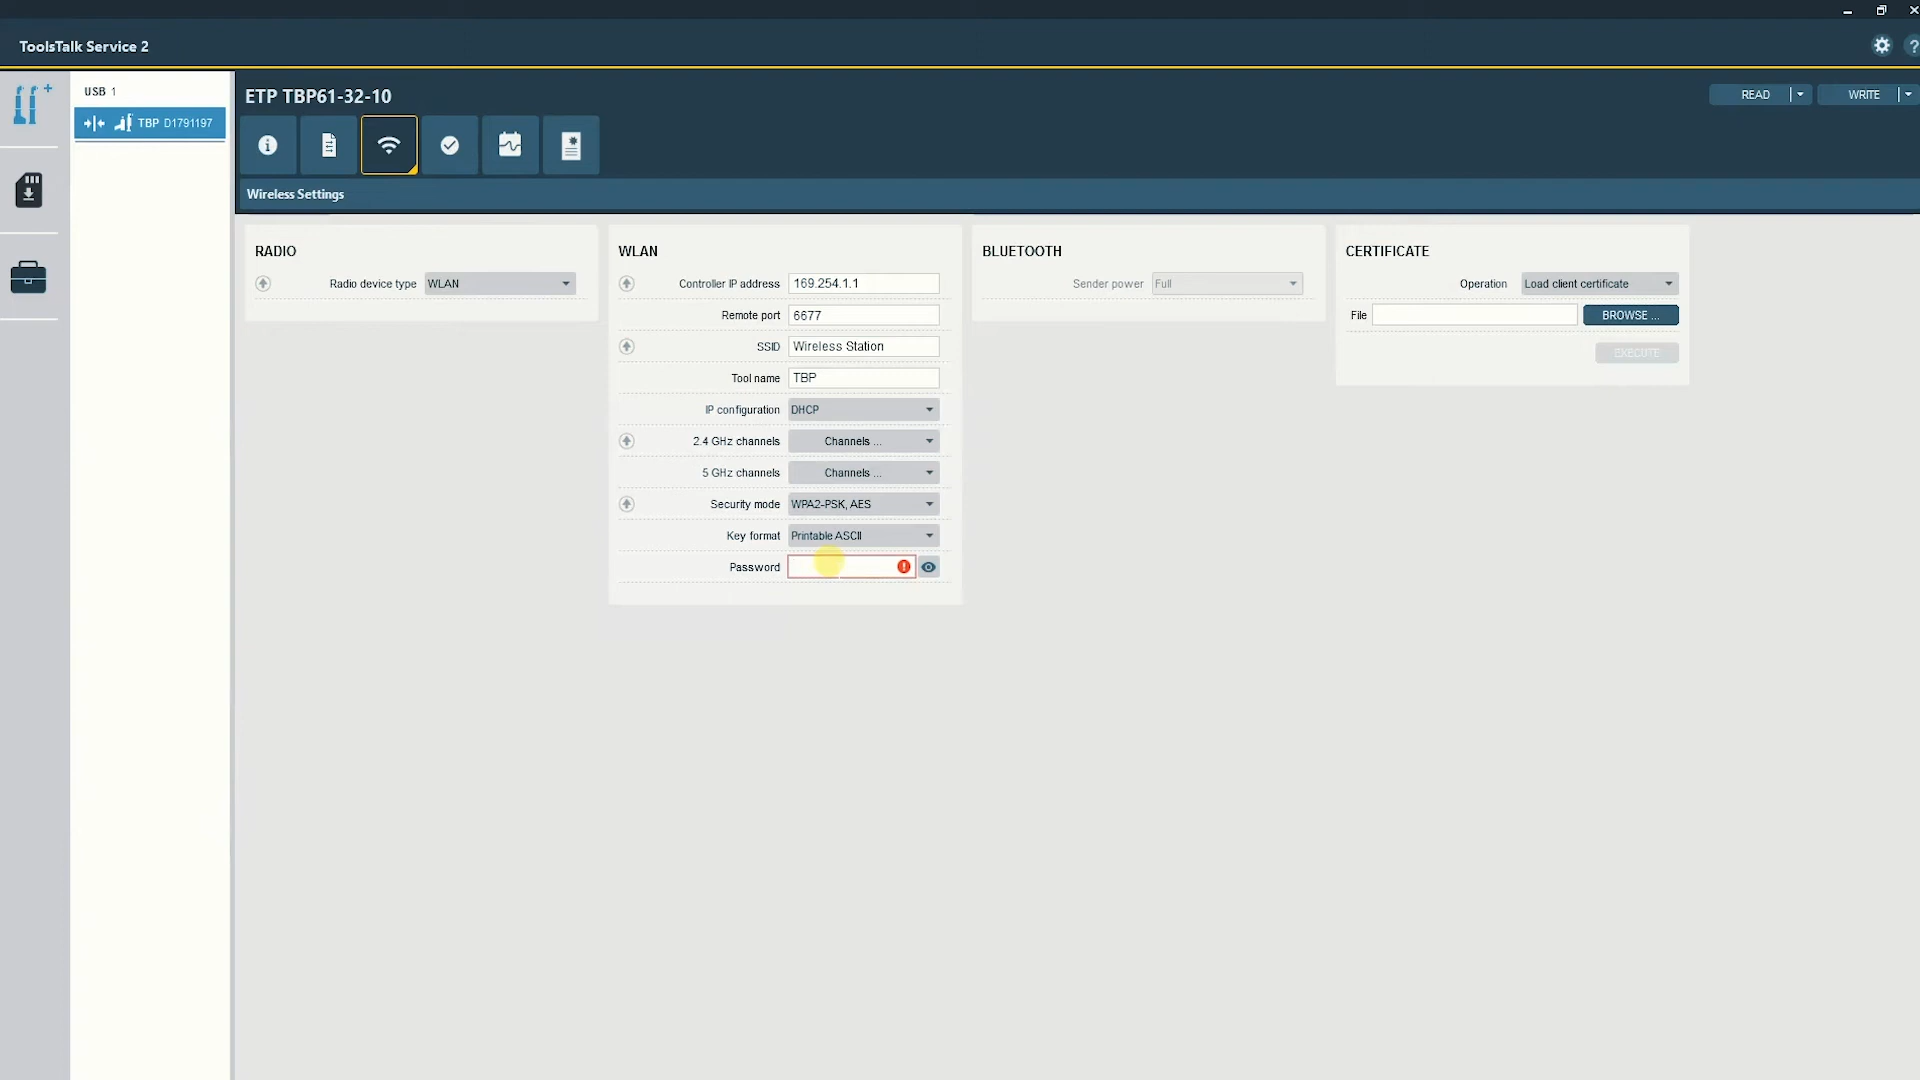 ToolsTalk Service 2
?
USB 1
TBP D1791197
ETP TBP61-32-10
READ
WRITE
Wireless Settings
RADIO
Radio device type WLAN
WLAN
Controller IP address 169.254.1.1
Remote port 6677
SSID Wireless Station
Tool name TBP
IP configuration DHCP
2.4 GHz channels Channels ...
5 GHz channels Channels ...
Security mode WPA2-PSK, AES
Key format Printable ASCII
Password
BLUETOOTH
Sender power Full
CERTIFICATE
Operation Load client certificate
File BROWSE ...
EXECUTE